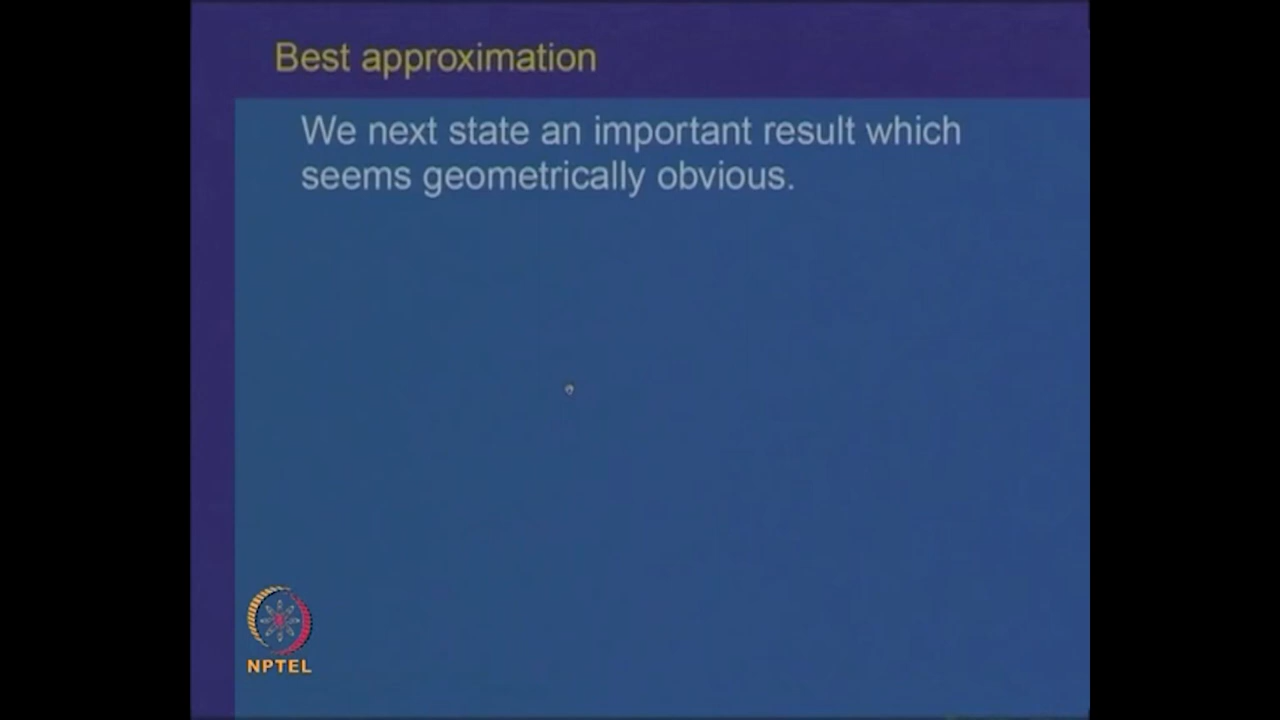 Best approximation
We next state an important result which
seems geometrically obvious.
NPTEL